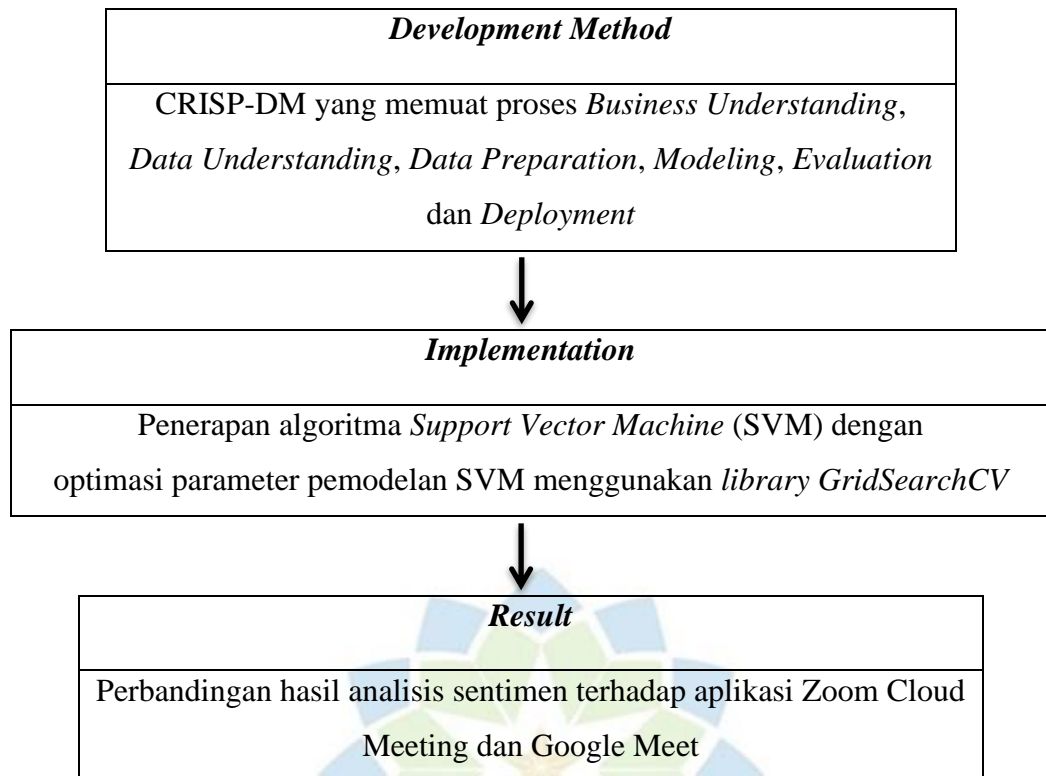 Development Method
CRISP-DM yang memuat proses Business Understanding,
Data Understanding, Data Preparation, Modeling, Evaluation
dan Deployment
Implementation
Penerapan algoritma Support Vector Machine (SVM) dengan
optimasi parameter pemodelan SVM menggunakan library GridSearchCV
Result
Perbandingan hasil analisis sentimen terhadap aplikasi Zoom Cloud
Meeting dan Google Meet